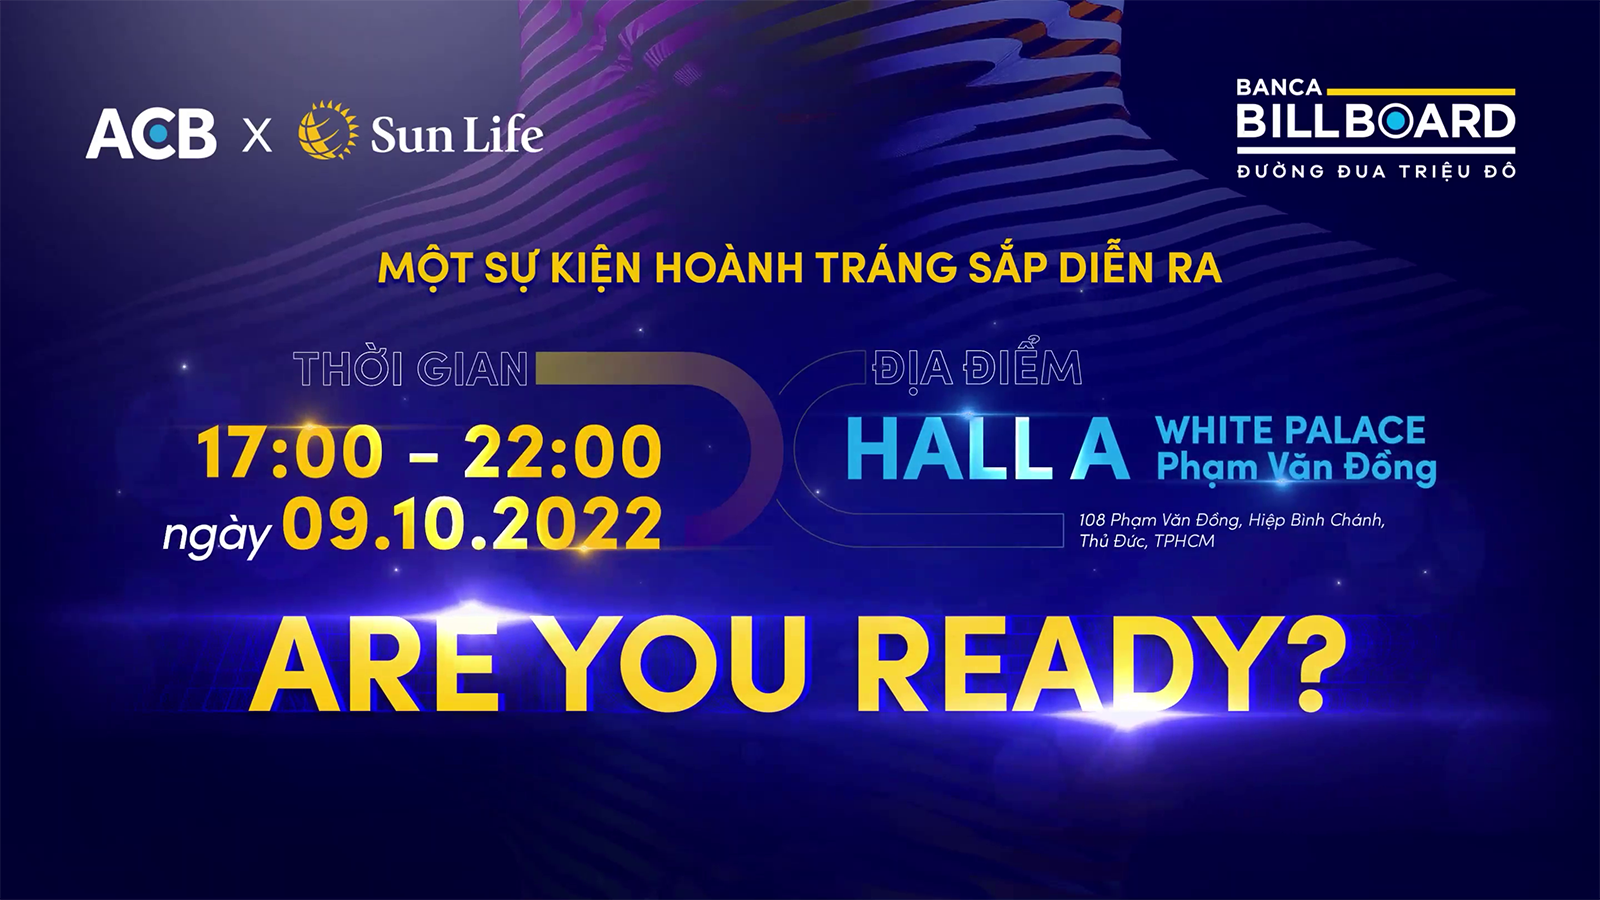 ACB X Sun Life
BANCA
BILLBOARD
ĐƯỜNG ĐUA TRIỆU ĐÔ
MỘT SỰ KIỆN HOÀNH TRÁNG SẮP DIỄN RA
THỜI GIAN
17:00 - 22:00
ngày 09.10.2022
ĐỊA ĐIỂM
HALL A
WHITE PALACE
Phạm Văn Đồng
108 Phạm Văn Đồng, Hiệp Bình Chánh,
Thủ Đức, TPHCM
ARE YOU READY?